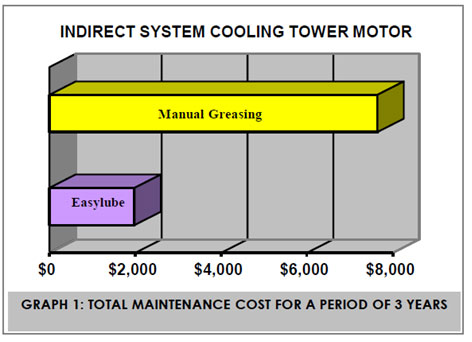 INDIRECT SYSTEM COOLING TOWER MOTOR
Manual Greasing
Easylube
$0 $2,000 $4,000 $6,000 $8,000
GRAPH 1: TOTAL MAINTENANCE COST FOR A PERIOD OF 3 YEARS